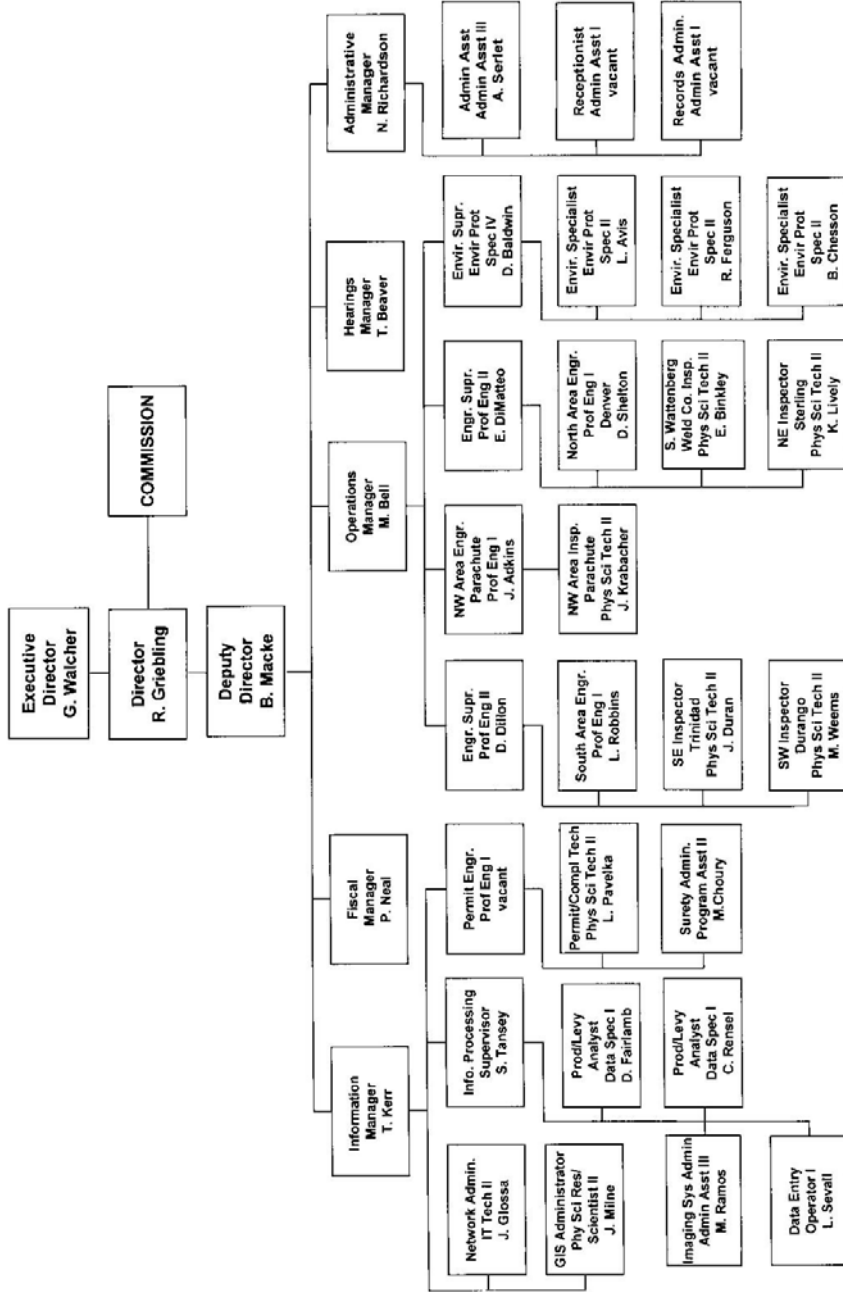 Executive
Director
G. Walcher
Director
R. Griebling
COMMISSION
Deputy
Director
B. Macke
Information
Manager
T. Kerr
Fiscal
Manager
P. Neal
Operations
Manager
M. Bell
Hearings
Manager
T. Beaver
Administrative
Manager
N. Richardson
Network Admin.
IT Tech II
J. Glossa
GIS Administrator
Phy Sci Res/
Scientist II
J. Milne
Info. Processing
Supervisor
S. Tansey
Prod/Levy
Analyst
Data Spec I
D. Fairlamb
Prod/Levy
Analyst
Data Spec I
C. Rensel
Imaging Sys Admin
Admin Asst III
M. Ramos
Data Entry
Operator I
L. Sevall
Permit Engr.
Prof Eng I
vacant
Permit/Compl Tech
Phys Sci Tech II
L. Pavelka
Surety Admin.
Program Asst II
M.Choury
Engr. Supr.
Prof Eng II
D. Dillon
South Area Engr.
Prof Eng I
L. Robbins
SE Inspector
Trinidad
Phys Sci Tech II
J. Duran
SW Inspector
Durango
Phys Sci Tech II
M. Weems
NW Area Engr.
Parachute
Prof Eng I
J. Adkins
NW Area Insp.
Parachute
Phys Sci Tech II
J. Krabacher
Engr. Supr.
Prof Eng II
E. DiMatteo
North Area Engr.
Prof Eng I
Denver
D. Shelton
S. Wattenberg
Weld Co. Insp.
Phys Sci Tech II
E. Binkley
NE Inspector
Sterling
Phys Sci Tech II
K. Lively
Envir. Supr.
Envir Prot
Spec IV
D. Baldwin
Envir. Specialist
Envir Prot
Spec II
L. Avis
Envir. Specialist
Envir Prot
Spec II
R. Ferguson
Envir. Specialist
Envir Prot
Spec II
B. Chesson
Admin Asst
Admin Asst III
A. Serlet
Receptionist
Admin Asst I
vacant
Records Admin.
Admin Asst I
vacant